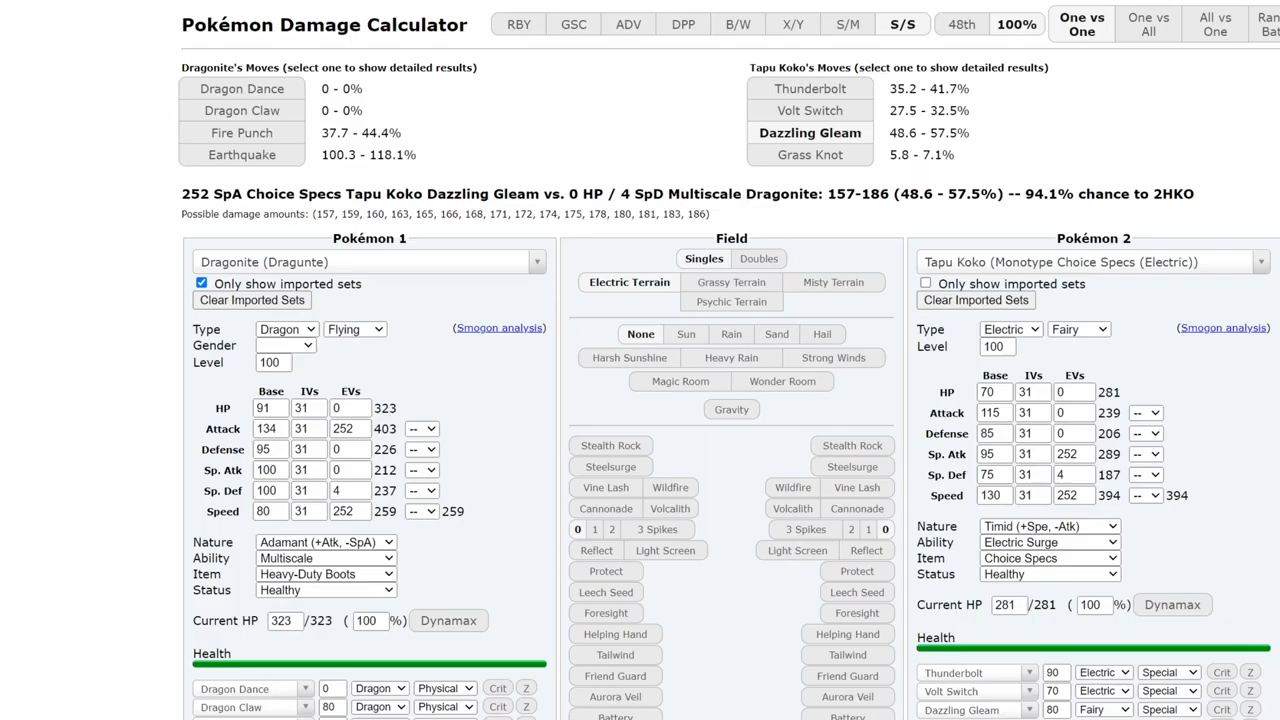 Pokémon Damage Calculator RBY GSC ADV DPP B/W X/Y S/M S/S 48th 100% One vs One One vs All All vs One
Dragonite's Moves (select one to show detailed results) Tapu Koko's Moves (select one to show detailed results)
Dragon Dance 0 - 0% Thunderbolt 35.2 - 41.7%
Dragon Claw 0 - 0% Volt Switch 27.5 - 32.5%
Fire Punch 37.7 - 44.4% Dazzling Gleam 48.6 - 57.5%
Earthquake 100.3 - 118.1% Grass Knot 5.8 - 7.1%
252 SpA Choice Specs Tapu Koko Dazzling Gleam vs. 0 HP / 4 SpD Multiscale Dragonite: 157-186 (48.6 - 57.5%) -- 94.1% chance to 2HKO
Possible damage amounts: (157, 159, 160, 163, 165, 166, 168, 171, 172, 174, 175, 178, 180, 181, 183, 186)
Pokémon 1
Dragonite (Dragunte)
Only show imported sets
Clear Imported Sets
Type Dragon Flying (Smogon analysis)
Gender
Level 100
Base IVs EVs
HP 91 31 0 323
Attack 134 31 252 403 --
Defense 95 31 0 226 --
Sp. Atk 100 31 0 212 --
Sp. Def 100 31 4 237 --
Speed 80 31 252 259 -- 259
Nature Adamant (+Atk, -SpA)
Ability Multiscale
Item Heavy-Duty Boots
Status Healthy
Current HP 323 /323 ( 100 %) Dynamax
Health
Dragon Dance 0 Dragon Physical Crit Z
Dragon Claw 80 Dragon Physical Crit Z
Field
Singles Doubles
Electric Terrain Grassy Terrain Misty Terrain
Psychic Terrain
None Sun Rain Sand Hail
Harsh Sunshine Heavy Rain Strong Winds
Magic Room Wonder Room
Gravity
Stealth Rock Stealth Rock
Steelsurge Steelsurge
Vine Lash Wildfire Wildfire Vine Lash
Cannonade Volcalith Volcalith Cannonade
0 1 2 3 Spikes 3 Spikes 2 1 0
Reflect Light Screen Light Screen Reflect
Protect Protect
Leech Seed Leech Seed
Foresight Foresight
Helping Hand Helping Hand
Tailwind Tailwind
Friend Guard Friend Guard
Aurora Veil Aurora Veil
Battery Battery
Pokémon 2
Tapu Koko (Monotype Choice Specs (Electric))
Only show imported sets
Clear Imported Sets
Type Electric Fairy (Smogon analysis)
Level 100
Base IVs EVs
HP 70 31 0 281
Attack 115 31 0 239 --
Defense 85 31 0 206 --
Sp. Atk 95 31 252 289 --
Sp. Def 75 31 4 187 --
Speed 130 31 252 394 -- 394
Nature Timid (+Spe, -Atk)
Ability Electric Surge
Item Choice Specs
Status Healthy
Current HP 281 /281 ( 100 %) Dynamax
Health
Thunderbolt 90 Electric Special Crit Z
Volt Switch 70 Electric Special Crit Z
Dazzling Gleam 80 Fairy Special Crit Z